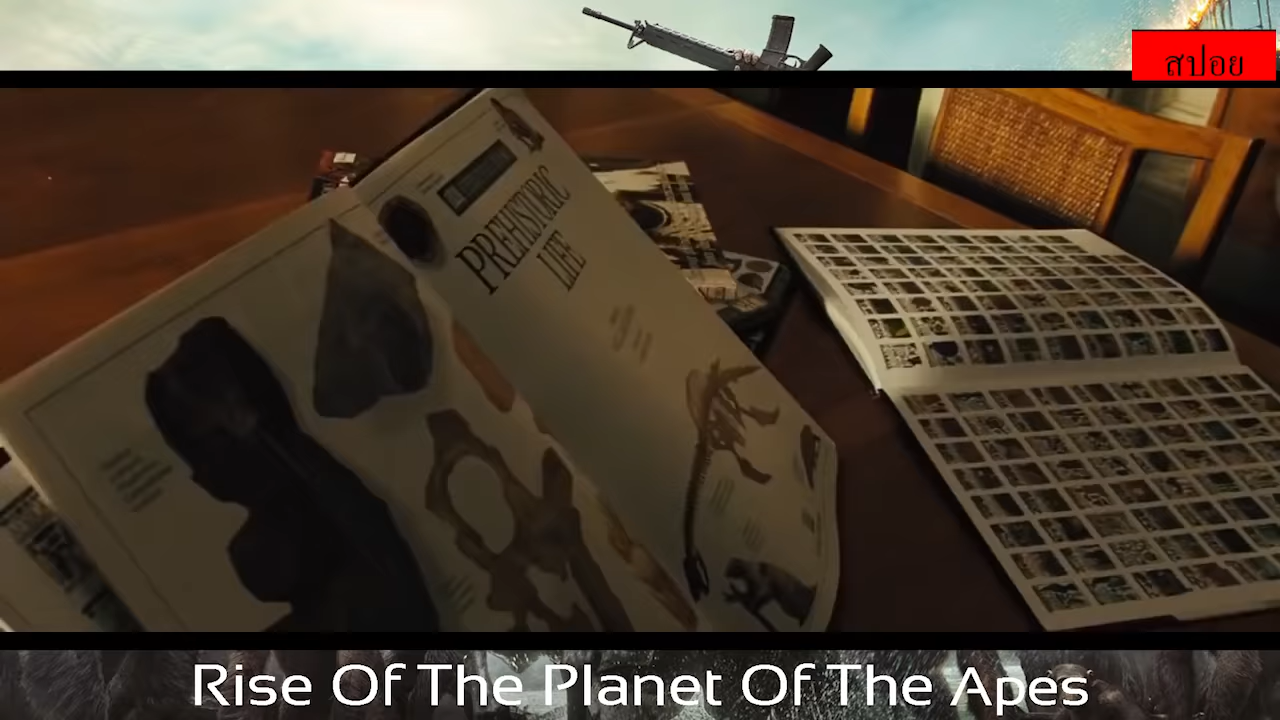 สปอย
PREHISTORIC
LIFE
Rise Of The Planet Of The Apes